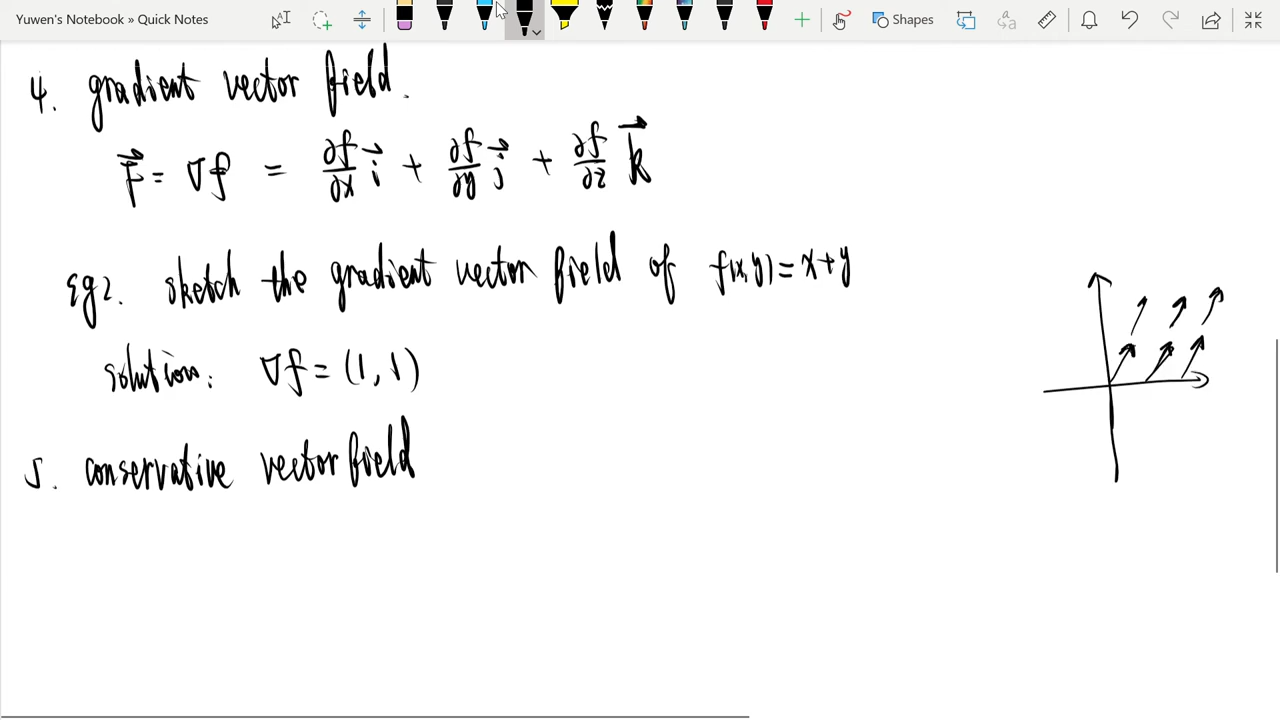 Yuwen's Notebook » Quick Notes
Shapes
4. gradient vector field.
F⃗ = ∇f = ∂f/∂x i⃗ + ∂f/∂y j⃗ + ∂f/∂z k⃗
Eg2. sketch the gradient vector field of f(x,y) = x+y
solution: ∇f = (1, 1)
5. conservative vector field